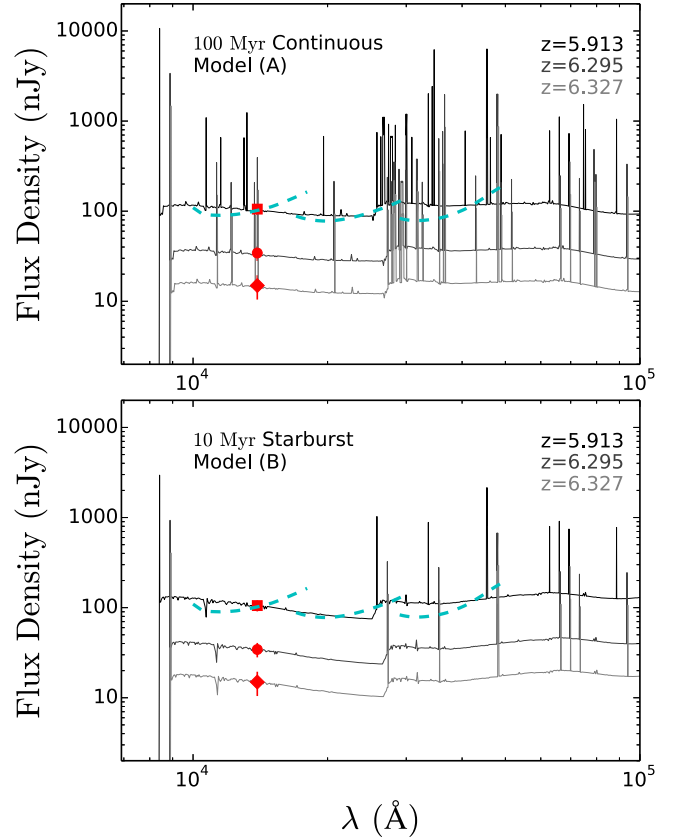 10000
1000
100
10
Flux Density (nJy)
100 Myr Continuous
Model (A)
z=5.913
z=6.295
z=6.327
10^4
10^5
10000
1000
100
10
Flux Density (nJy)
10 Myr Starburst
Model (B)
z=5.913
z=6.295
z=6.327
10^4
10^5
λ (Å)